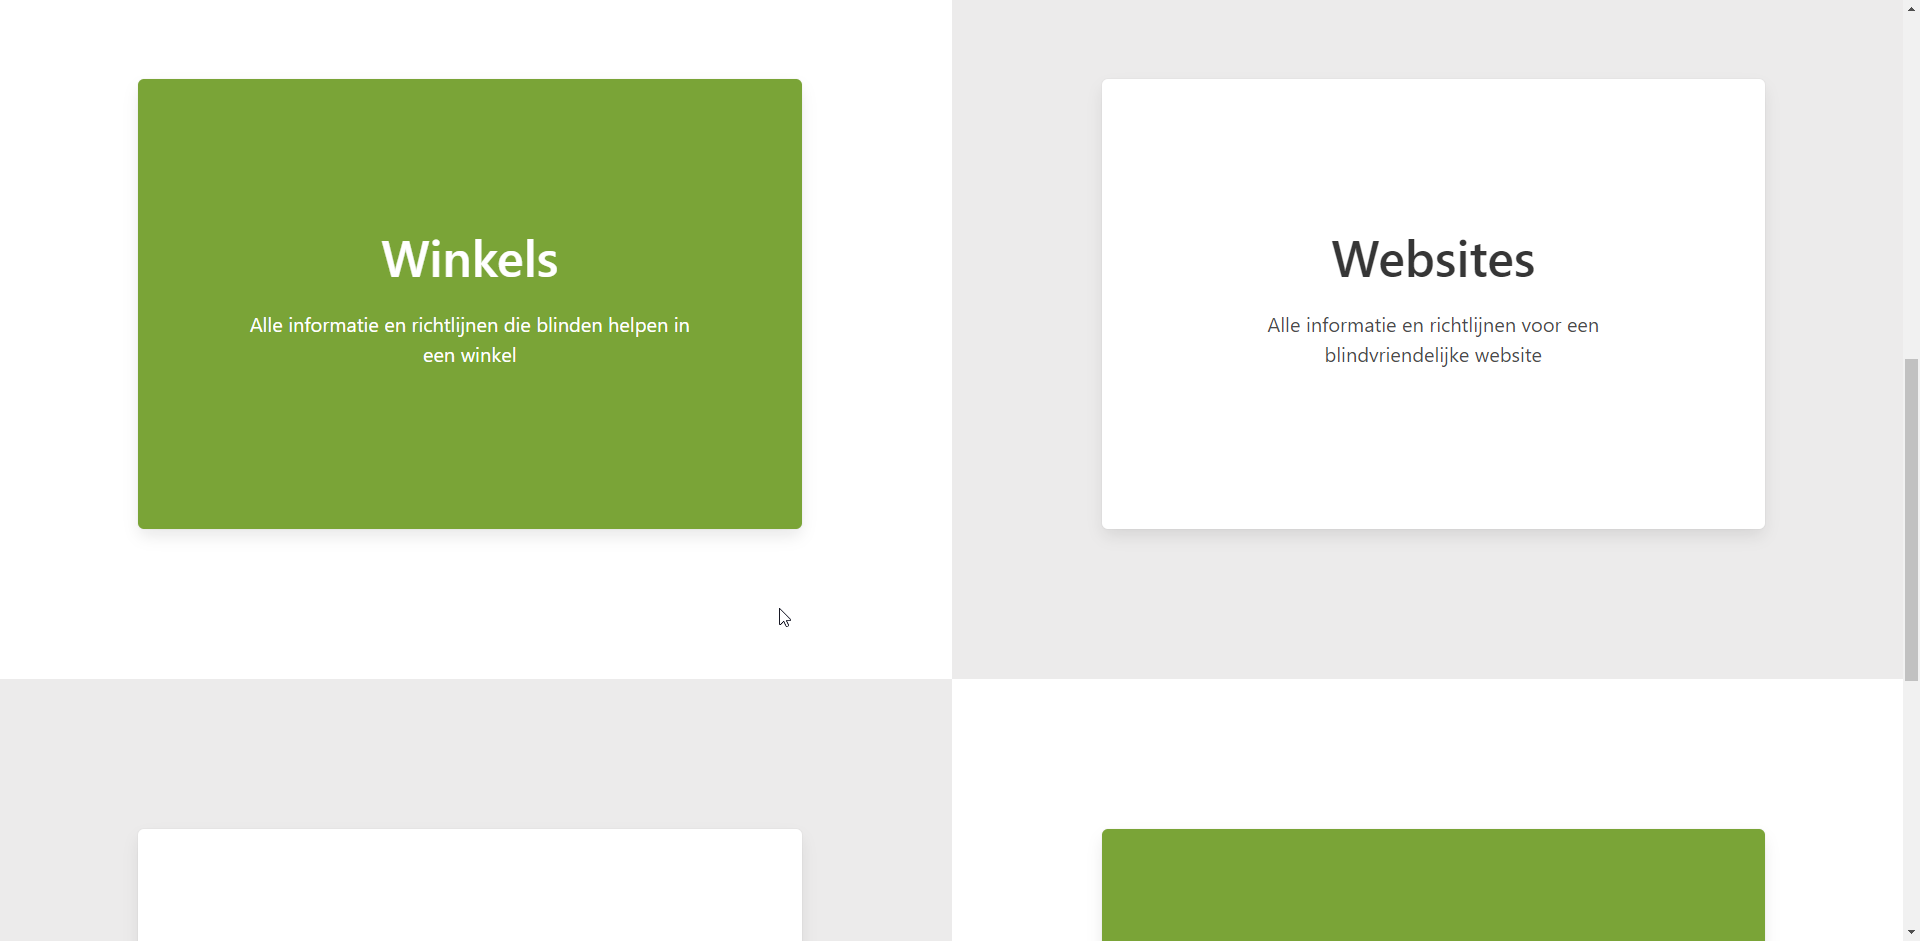 Winkels
Alle informatie en richtlijnen die blinden helpen in
een winkel
Websites
Alle informatie en richtlijnen voor een
blindvriendelijke website